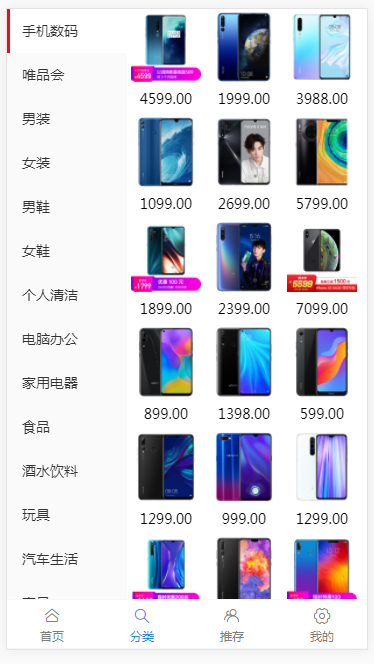 手机数码
唯品会
男装
女装
男鞋
女鞋
个人清洁
电脑办公
家用电器
食品
酒水饮料
玩具
汽车生活
4599.00 1999.00 3988.00
1099.00 2699.00 5799.00
1899.00 2399.00 7099.00
899.00 1398.00 599.00
1299.00 999.00 1299.00
首页
分类
推荐
我的